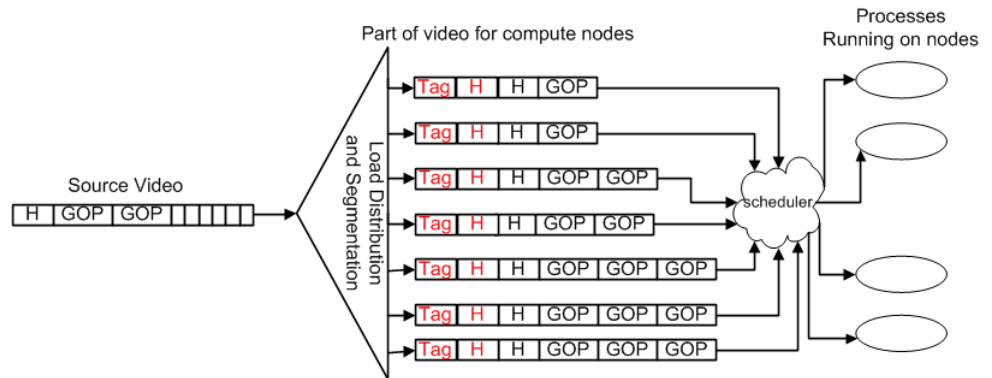 Processes
Running on nodes
Part of video for compute nodes
Tag H H GOP
Tag H H GOP
Tag H H GOP GOP
Tag H H GOP GOP
Tag H H GOP GOP GOP
Tag H H GOP GOP GOP
Tag H H GOP GOP GOP
Load Distribution
and Segmentation
Source Video
H GOP GOP
scheduler